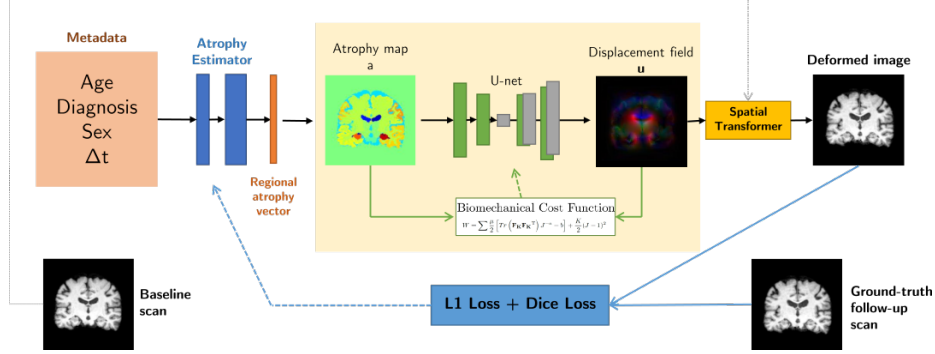 Metadata
Age
Diagnosis
Sex
Δt
Atrophy
Estimator
Regional
atrophy
vector
Atrophy map
a
U-net
Displacement field
u
Biomechanical Cost Function
Spatial
Transformer
Deformed image
Baseline
scan
L1 Loss + Dice Loss
Ground-truth
follow-up
scan